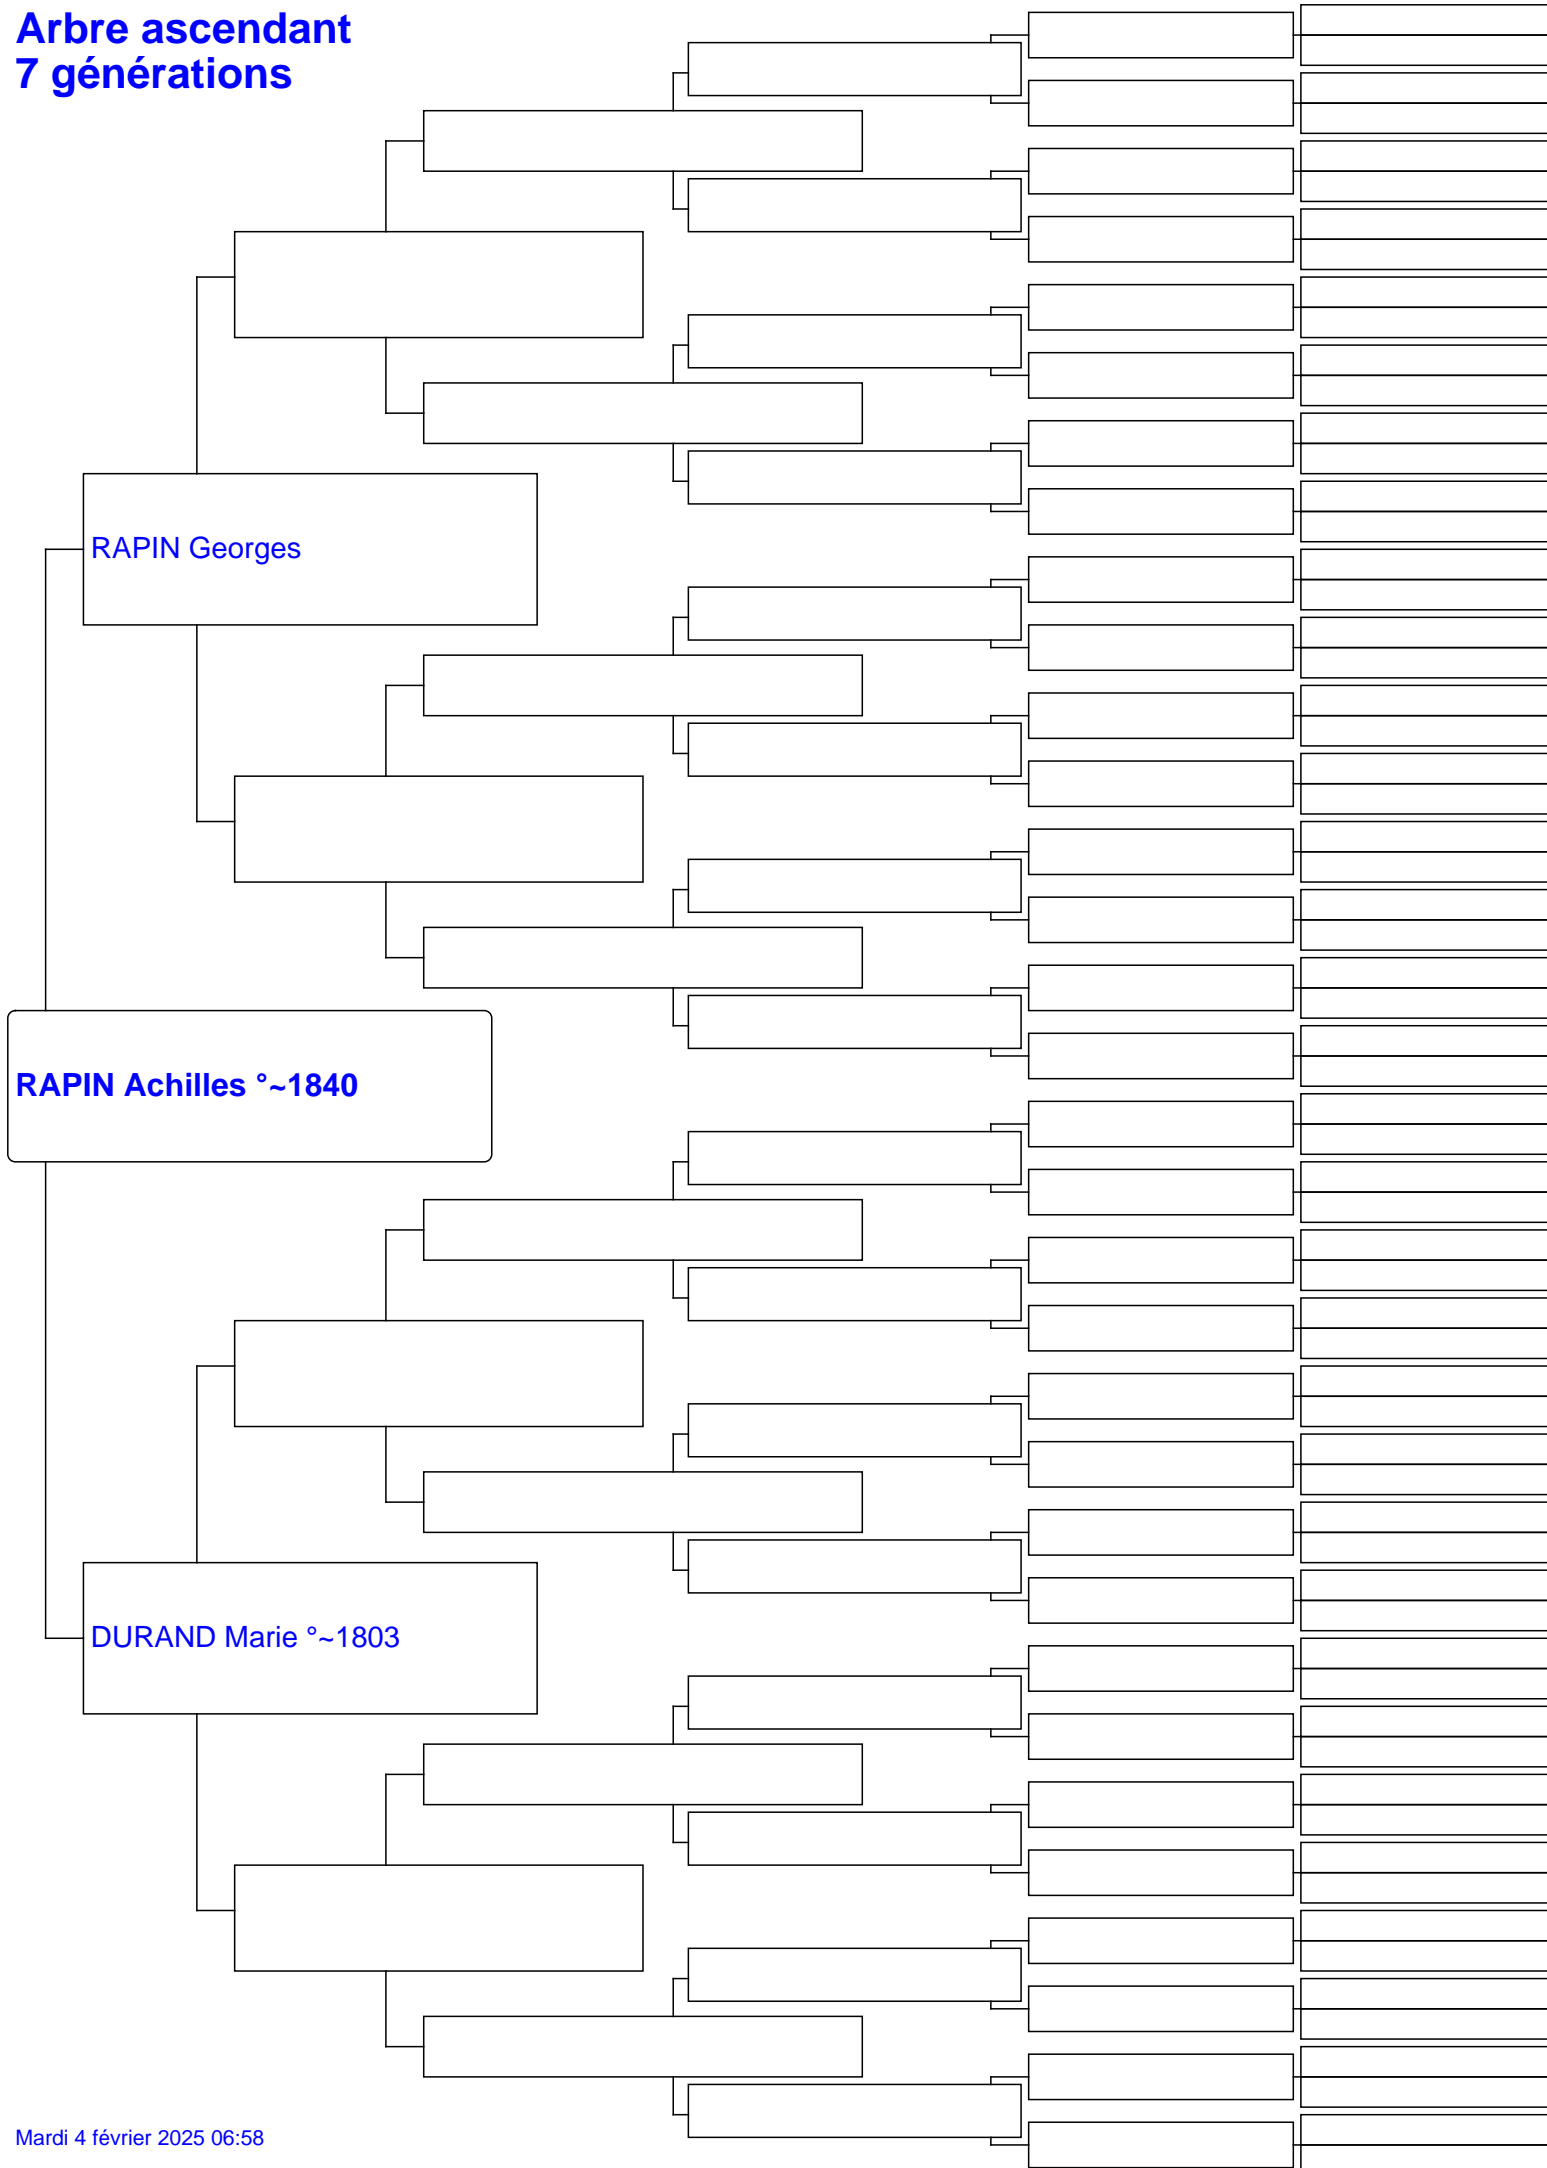 Arbre ascendant
7 générations
RAPIN Georges
RAPIN Achilles °~1840
DURAND Marie °~1803
Mardi 4 février 2025 06:58